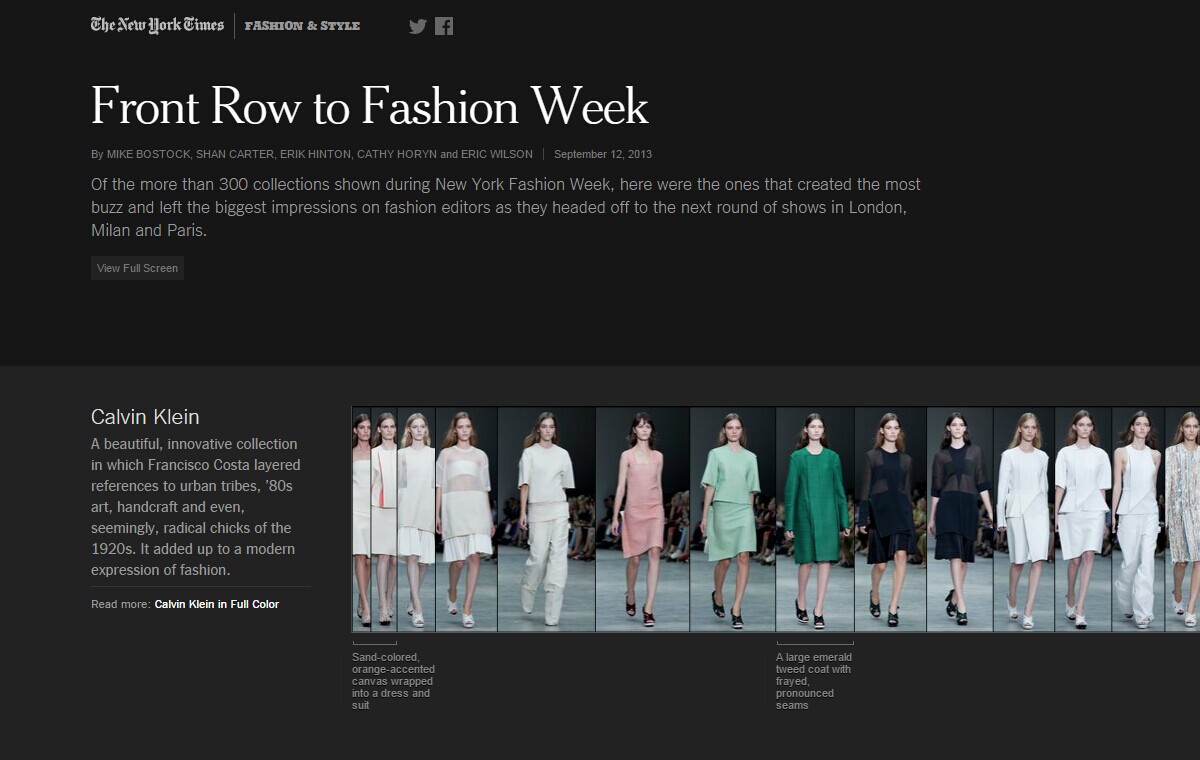 The New York Times
FASHION & STYLE
Front Row to Fashion Week
By MIKE BOSTOCK, SHAN CARTER, ERIK HINTON, CATHY HORYN and ERIC WILSON
September 12, 2013
Of the more than 300 collections shown during New York Fashion Week, here were the ones that created the most
buzz and left the biggest impressions on fashion editors as they headed off to the next round of shows in London,
Milan and Paris.
View Full Screen
Calvin Klein
A beautiful, innovative collection
in which Francisco Costa layered
references to urban tribes, ’80s
art, handcraft and even,
seemingly, radical chicks of the
1920s. It added up to a modern
expression of fashion.
Read more: Calvin Klein in Full Color
Sand-colored,
orange-accented
canvas wrapped
into a dress and
suit
A large emerald
tweed coat with
frayed,
pronounced
seams